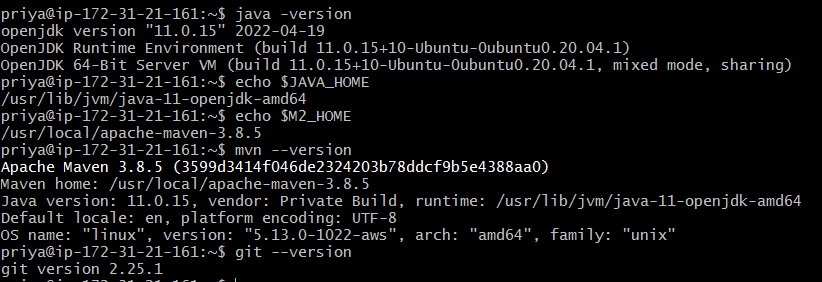 priya@ip-172-31-21-161:~$ java -version
openjdk version "11.0.15" 2022-04-19
OpenJDK Runtime Environment (build 11.0.15+10-Ubuntu-0ubuntu0.20.04.1)
OpenJDK 64-Bit Server VM (build 11.0.15+10-Ubuntu-0ubuntu0.20.04.1, mixed mode, sharing)
priya@ip-172-31-21-161:~$ echo $JAVA_HOME
/usr/lib/jvm/java-11-openjdk-amd64
priya@ip-172-31-21-161:~$ echo $M2_HOME
/usr/local/apache-maven-3.8.5
priya@ip-172-31-21-161:~$ mvn --version
Apache Maven 3.8.5 (3599d3414f046de2324203b78ddcf9b5e4388aa0)
Maven home: /usr/local/apache-maven-3.8.5
Java version: 11.0.15, vendor: Private Build, runtime: /usr/lib/jvm/java-11-openjdk-amd64
Default locale: en, platform encoding: UTF-8
OS name: "linux", version: "5.13.0-1022-aws", arch: "amd64", family: "unix"
priya@ip-172-31-21-161:~$ git --version
git version 2.25.1
priya@ip-172-31-21-161:~$